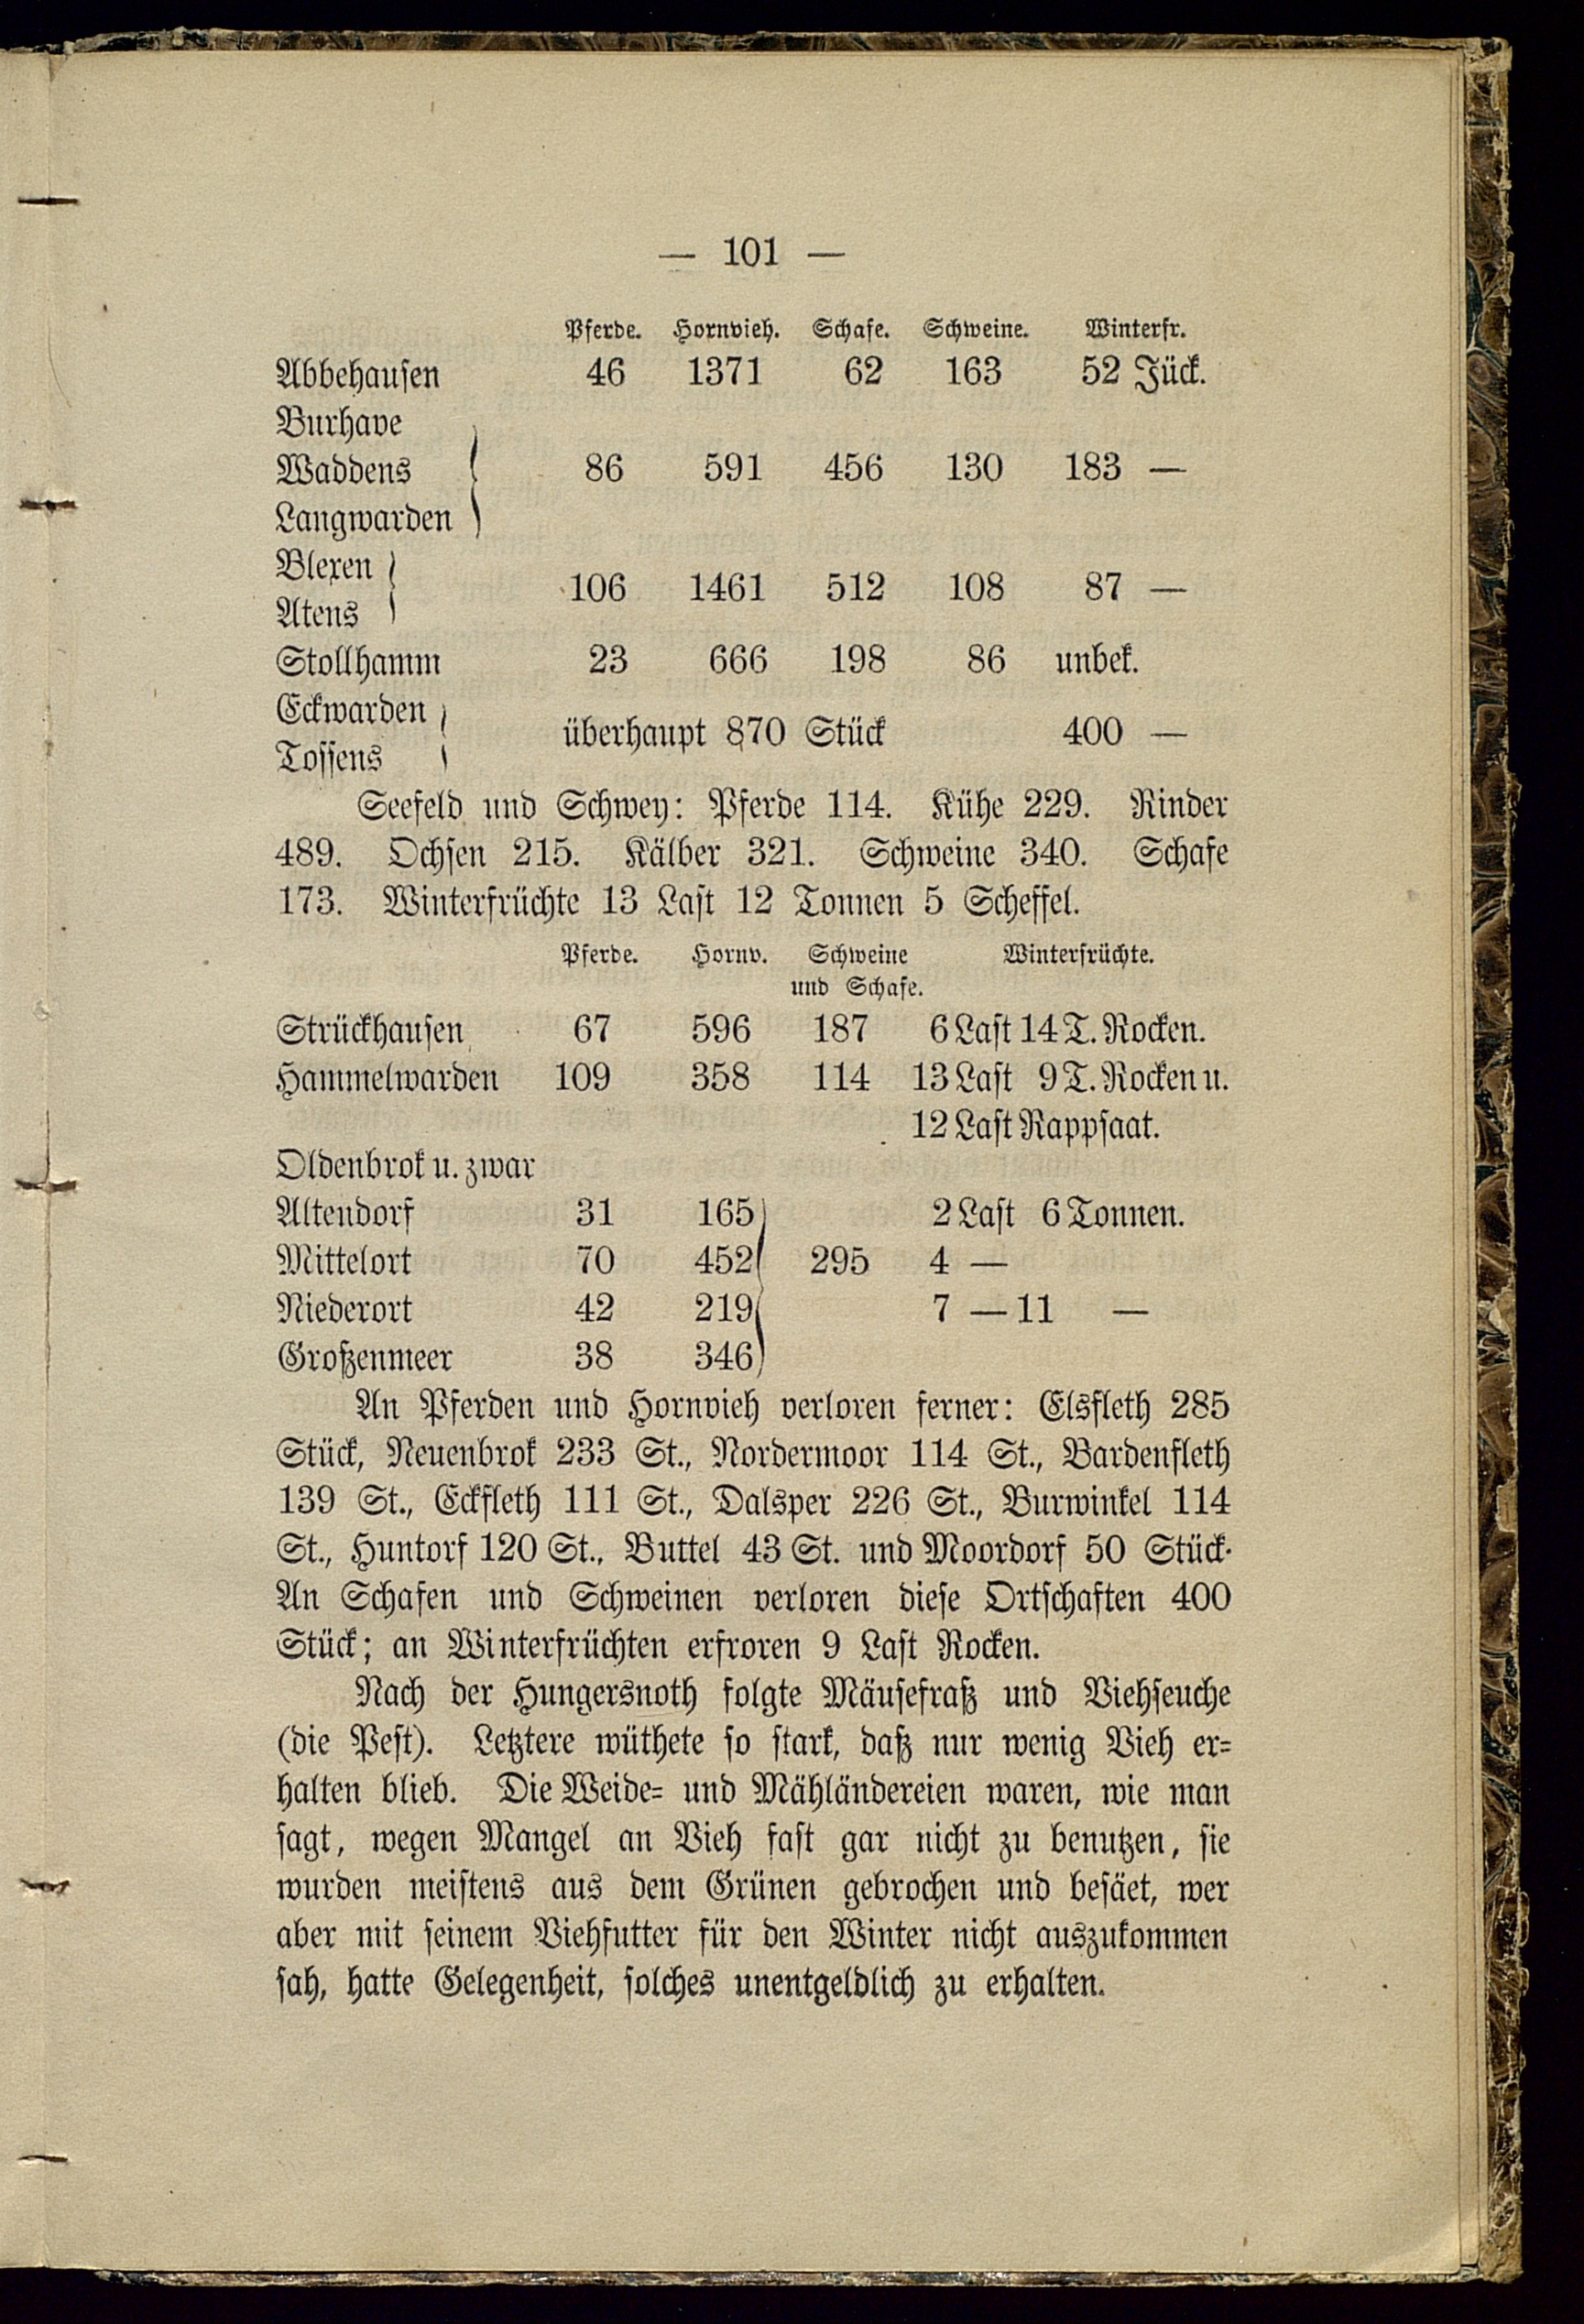 — 101 —
Pferde. Hornvieh. Schafe. Schweine. Winterfr.
Abbehausen 46 1371 62 163 52 Jück.
Burhave
Waddens 86 591 456 130 183 —
Langwarden
Blexen
106 1461 512 108 87 —
Atens
Stollhamm 23 666 198 86 unbek.
Eckwarden
überhaupt 870 Stück 400 —
Tossens
Seefeld und Schwey: Pferde 114. Kühe 229. Rinder
489. Ochsen 215. Kälber 321. Schweine 340. Schafe
173. Winterfrüchte 13 Last 12 Tonnen 5 Scheffel.
Pferde. Hornv. Schweine Winterfrüchte.
und Schafe.
Strückhausen 67 596 187 6 Last 14 T. Rocken.
Hammelwarden 109 358 114 13 Last 9 T. Rocken u.
12 Last Rappsaat.
Oldenbrok u. zwar
Altendorf 31 165 2 Last 6 Tonnen.
Mittelort 70 452 295 4 —
Niederort 42 219 7 — 11 —
Großenmeer 38 346
An Pferden und Hornvieh verloren ferner: Elsfleth 285
Stück, Neuenbrok 233 St., Nordermoor 114 St., Bardenfleth
139 St., Eckfleth 111 St., Dalsper 226 St., Burwinkel 114
St., Huntorf 120 St., Buttel 43 St. und Moordorf 50 Stück.
An Schafen und Schweinen verloren diese Ortschaften 400
Stück; an Winterfrüchten erfroren 9 Last Rocken.
Nach der Hungersnoth folgte Mäusefraß und Viehseuche
(die Pest). Letztere wüthete so stark, daß nur wenig Vieh er=
halten blieb. Die Weide= und Mähländereien waren, wie man
sagt, wegen Mangel an Vieh fast gar nicht zu benutzen, sie
wurden meistens aus dem Grünen gebrochen und besäet, wer
aber mit seinem Viehfutter für den Winter nicht auszukommen
sah, hatte Gelegenheit, solches unentgeldlich zu erhalten.